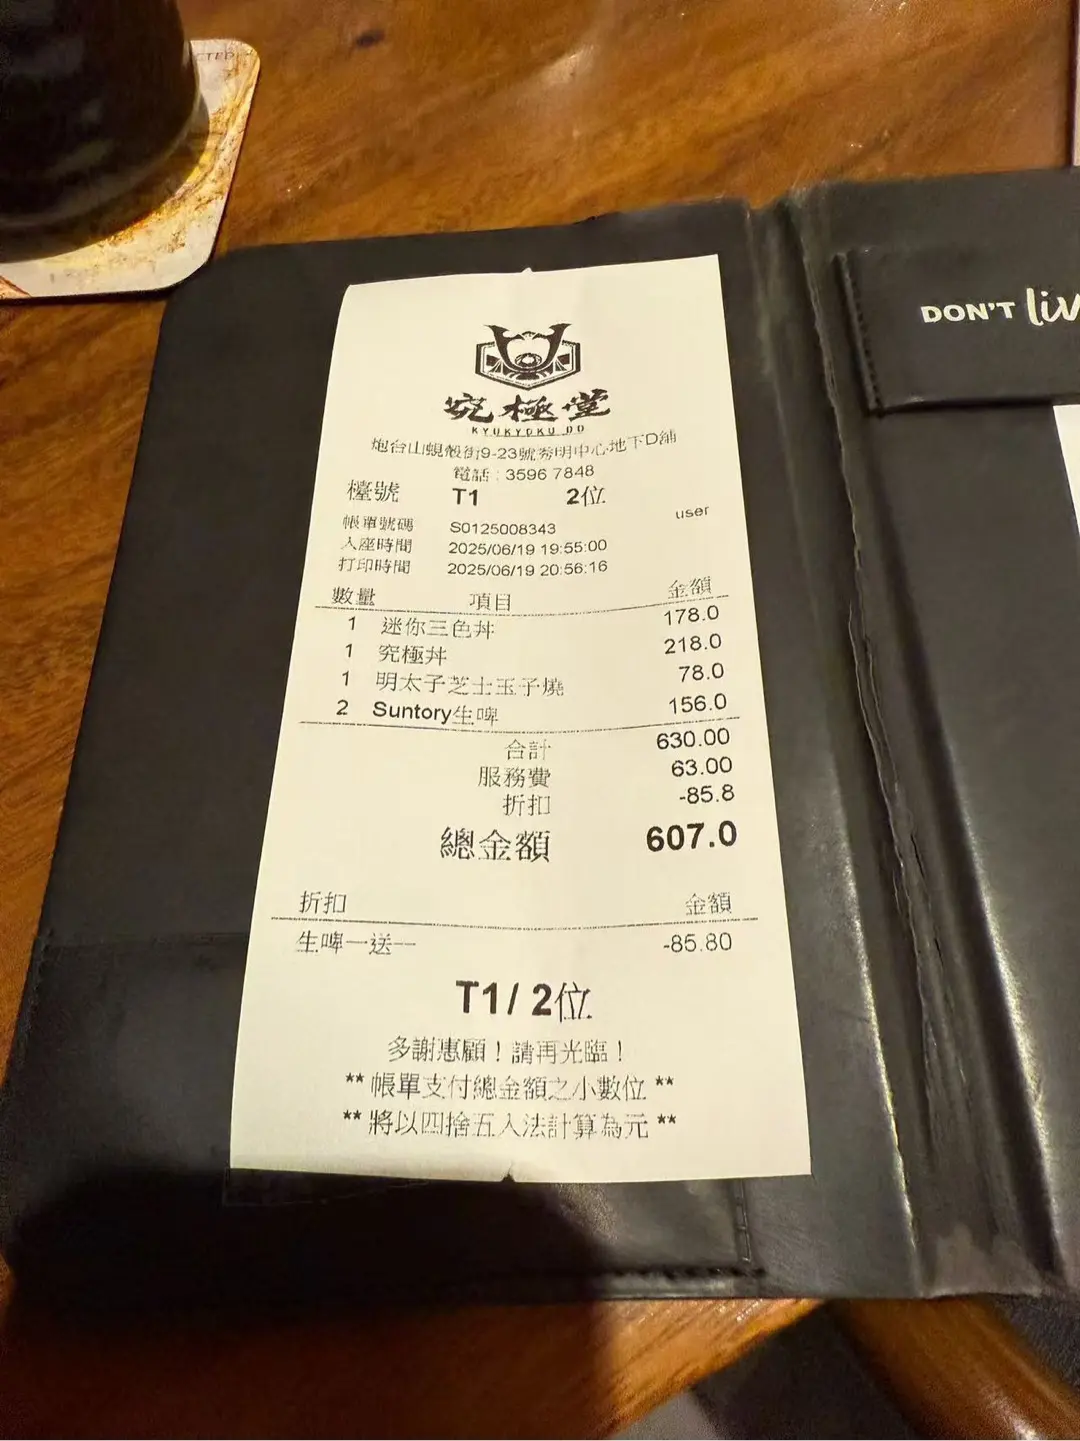 CTED
DON'T liv
究極堂
KYUKYOKU DO
炮台山蜆殼街9-23號秀明中心地下D舖
電話 : 3596 7848
檯號 T1 2位
user
帳單號碼 S0125008343
入座時間 2025/06/19 19:55:00
打印時間 2025/06/19 20:56:16
數量 項目 金額
1 迷你三色丼 178.0
1 究極丼 218.0
1 明太子芝士玉子燒 78.0
2 Suntory生啤 156.0
合計 630.00
服務費 63.00
折扣 -85.8
總金額 607.0
折扣 金額
生啤一送一 -85.80
T1/ 2位
多謝惠顧！請再光臨！
** 帳單支付總金額之小數位 **
** 將以四捨五入法計算為元 **